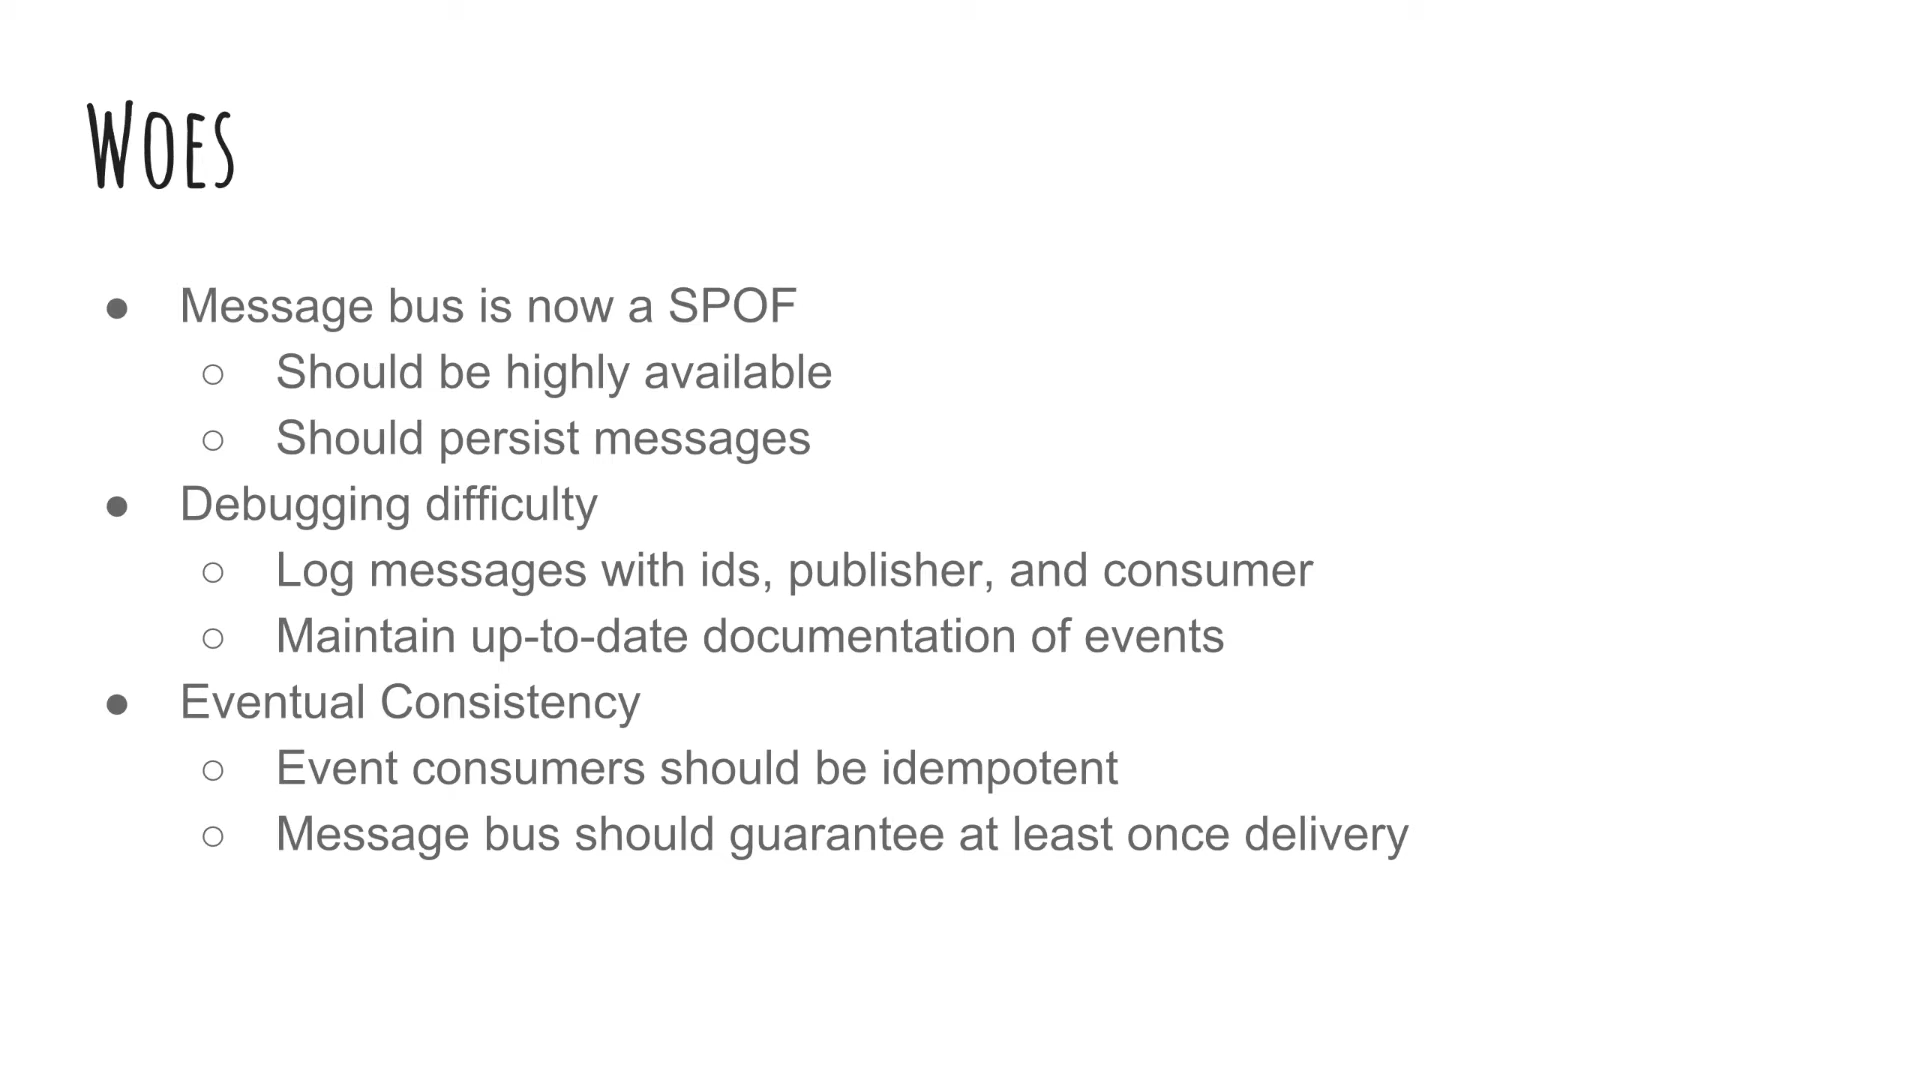 Woes
● Message bus is now a SPOF
○ Should be highly available
○ Should persist messages
● Debugging difficulty
○ Log messages with ids, publisher, and consumer
○ Maintain up-to-date documentation of events
● Eventual Consistency
○ Event consumers should be idempotent
○ Message bus should guarantee at least once delivery